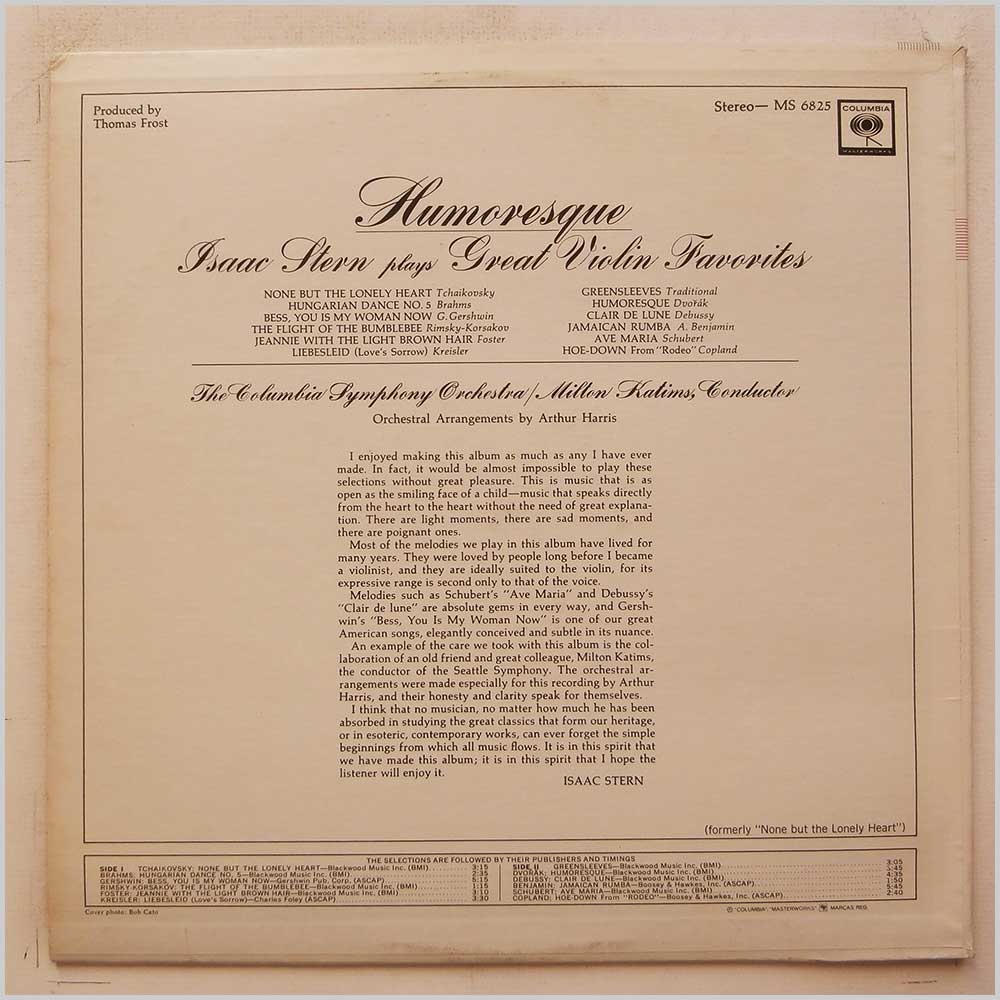 Produced by
Thomas Frost
Stereo— MS 6825
COLUMBIA
MASTERWORKS
Humoresque
Isaac Stern plays Great Violin Favorites
NONE BUT THE LONELY HEART Tchaikovsky
HUNGARIAN DANCE NO. 5 Brahms
BESS, YOU IS MY WOMAN NOW G. Gershwin
THE FLIGHT OF THE BUMBLEBEE Rimsky-Korsakov
JEANNIE WITH THE LIGHT BROWN HAIR Foster
LIEBESLEID (Love's Sorrow) Kreisler
GREENSLEEVES Traditional
HUMORESQUE Dvořák
CLAIR DE LUNE Debussy
JAMAICAN RUMBA A. Benjamin
AVE MARIA Schubert
HOE-DOWN From "Rodeo" Copland
The Columbia Symphony Orchestra/Milton Katims, Conductor
Orchestral Arrangements by Arthur Harris
I enjoyed making this album as much as any I have ever
made. In fact, it would be almost impossible to play these
selections without great pleasure. This is music that is as
open as the smiling face of a child—music that speaks directly
from the heart to the heart without the need of great explana-
tion. There are light moments, there are sad moments, and
there are poignant ones.
Most of the melodies we play in this album have lived for
many years. They were loved by people long before I became
a violinist, and they are ideally suited to the violin, for its
expressive range is second only to that of the voice.
Melodies such as Schubert's "Ave Maria" and Debussy's
"Clair de lune" are absolute gems in every way, and Gersh-
win's "Bess, You Is My Woman Now" is one of our great
American songs, elegantly conceived and subtle in its nuance.
An example of the care we took with this album is the col-
laboration of an old friend and great colleague, Milton Katims,
the conductor of the Seattle Symphony. The orchestral ar-
rangements were made especially for this recording by Arthur
Harris, and their honesty and clarity speak for themselves.
I think that no musician, no matter how much he has been
absorbed in studying the great classics that form our heritage,
or in esoteric, contemporary works, can ever forget the simple
beginnings from which all music flows. It is in this spirit that
we have made this album; it is in this spirit that I hope the
listener will enjoy it.
ISAAC STERN
(formerly "None but the Lonely Heart")
THE SELECTIONS ARE FOLLOWED BY THEIR PUBLISHERS AND TIMINGS
SIDE I TCHAIKOVSKY: NONE BUT THE LONELY HEART—Blackwood Music Inc. (BMI) 3:15
BRAHMS: HUNGARIAN DANCE NO. 5—Blackwood Music Inc. (BMI) 2:35
GERSHWIN: BESS, YOU IS MY WOMAN NOW—Gershwin Pub. Corp. (ASCAP) 5:15
RIMSKY-KORSAKOV: THE FLIGHT OF THE BUMBLEBEE—Blackwood Music Inc. (BMI) 1:15
FOSTER: JEANNIE WITH THE LIGHT BROWN HAIR—Blackwood Music Inc. (BMI) 3:10
KREISLER: LIEBESLEID (Love's Sorrow)—Charles Foley (ASCAP) 3:30
SIDE II GREENSLEEVES—Blackwood Music Inc. (BMI) 3:05
DVOŘÁK: HUMORESQUE—Blackwood Music Inc. (BMI) 3:45
DEBUSSY: CLAIR DE LUNE—Blackwood Music Inc. (BMI) 4:35
BENJAMIN: JAMAICAN RUMBA—Boosey & Hawkes, Inc. (ASCAP) 1:50
SCHUBERT: AVE MARIA—Blackwood Music Inc. (BMI) 5:45
COPLAND: HOE-DOWN From "RODEO"—Boosey & Hawkes, Inc. (ASCAP) 2:40
Cover photo: Bob Cato
℗ "COLUMBIA", "MASTERWORKS" MARCAS REG.